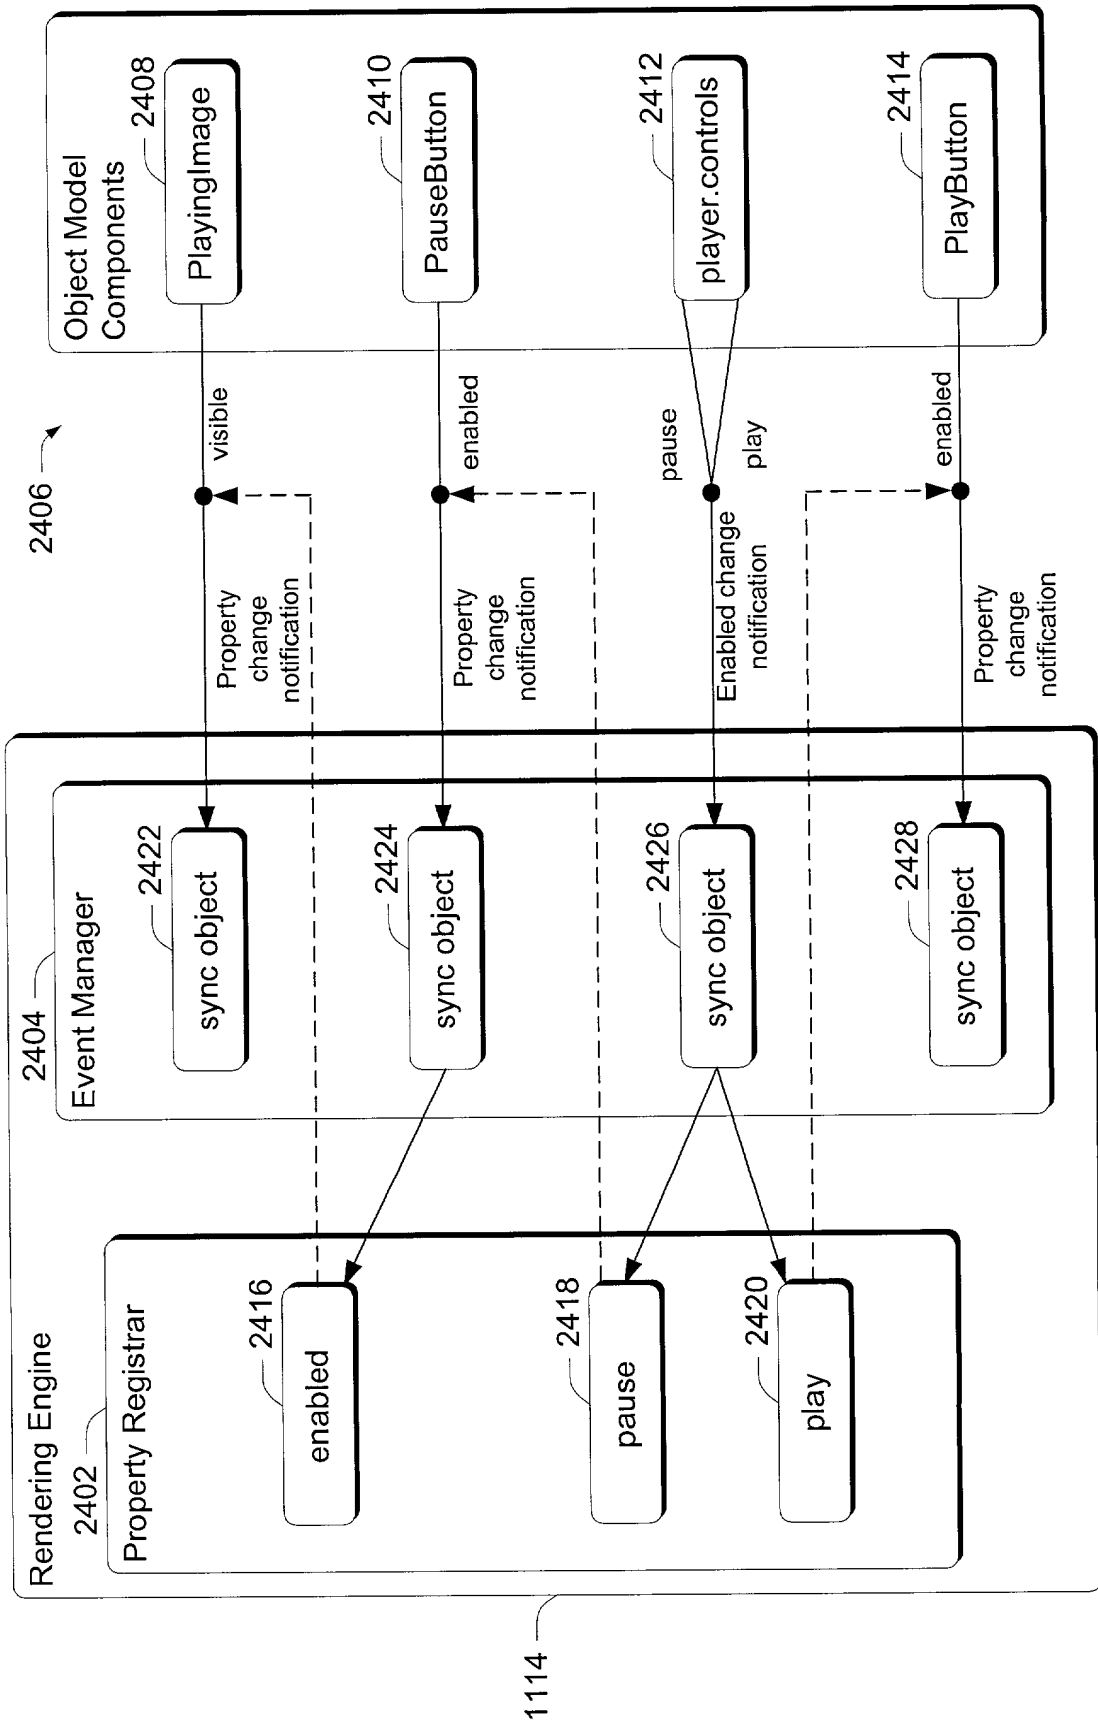 Rendering Engine
1114
2402
Property Registrar
2416
enabled
2418
pause
2420
play
2404
Event Manager
2422
sync object
2424
sync object
2426
sync object
2428
sync object
2406
Property
change
notification
visible
Property
change
notification
enabled
Enabled change
notification
pause
play
Property
change
notification
enabled
Object Model
Components
2408
PlayingImage
2410
PauseButton
2412
player.controls
2414
PlayButton